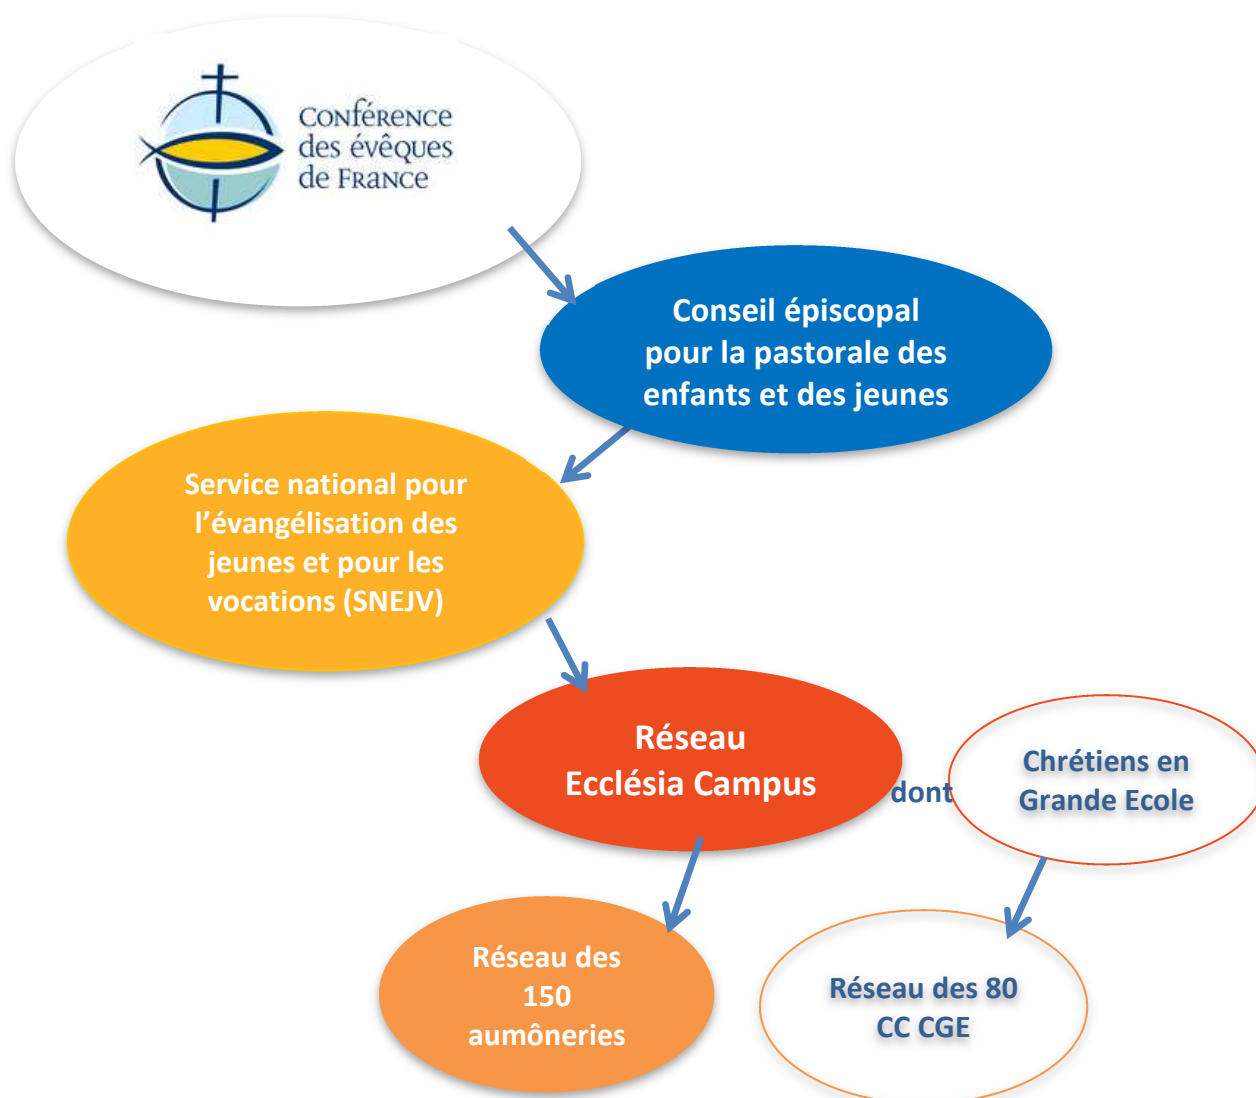 Conférence
des évêques
de France
Conseil épiscopal
pour la pastorale des
enfants et des jeunes
Service national pour
l’évangélisation des
jeunes et pour les
vocations (SNEJV)
Réseau
Ecclésia Campus
dont
Chrétiens en
Grande Ecole
Réseau des
150
aumôneries
Réseau des 80
CC CGE